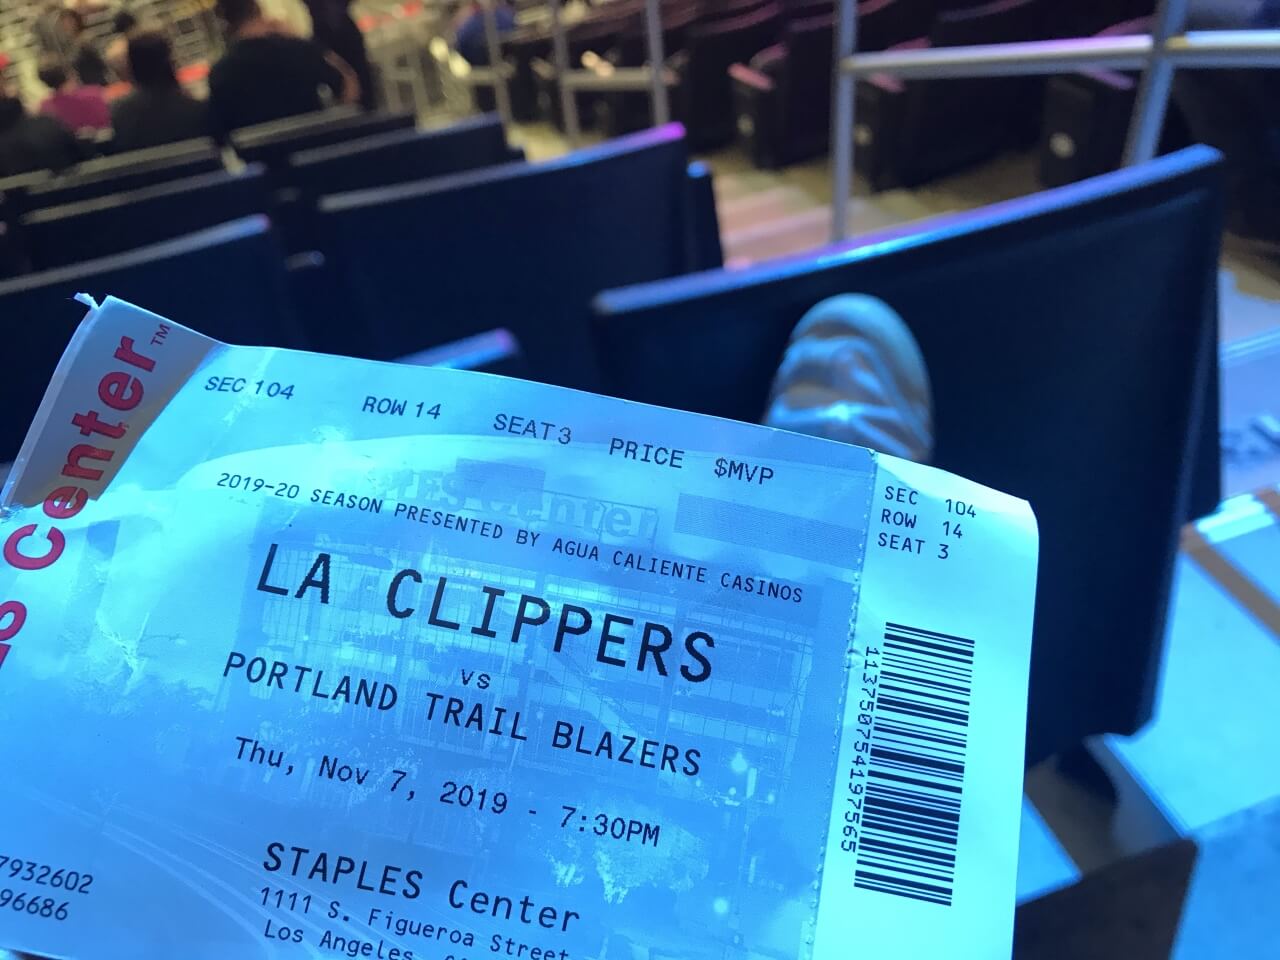 Center™
SEC 104 ROW 14 SEAT 3 PRICE $MVP
2019-20 SEASON PRESENTED BY AGUA CALIENTE CASINOS
LA CLIPPERS
vs
PORTLAND TRAIL BLAZERS
Thu, Nov 7, 2019 - 7:30PM
STAPLES Center
1111 S. Figueroa Street
Los Angeles,
7932602
96686
SEC 104
ROW 14
SEAT 3
113750754197565